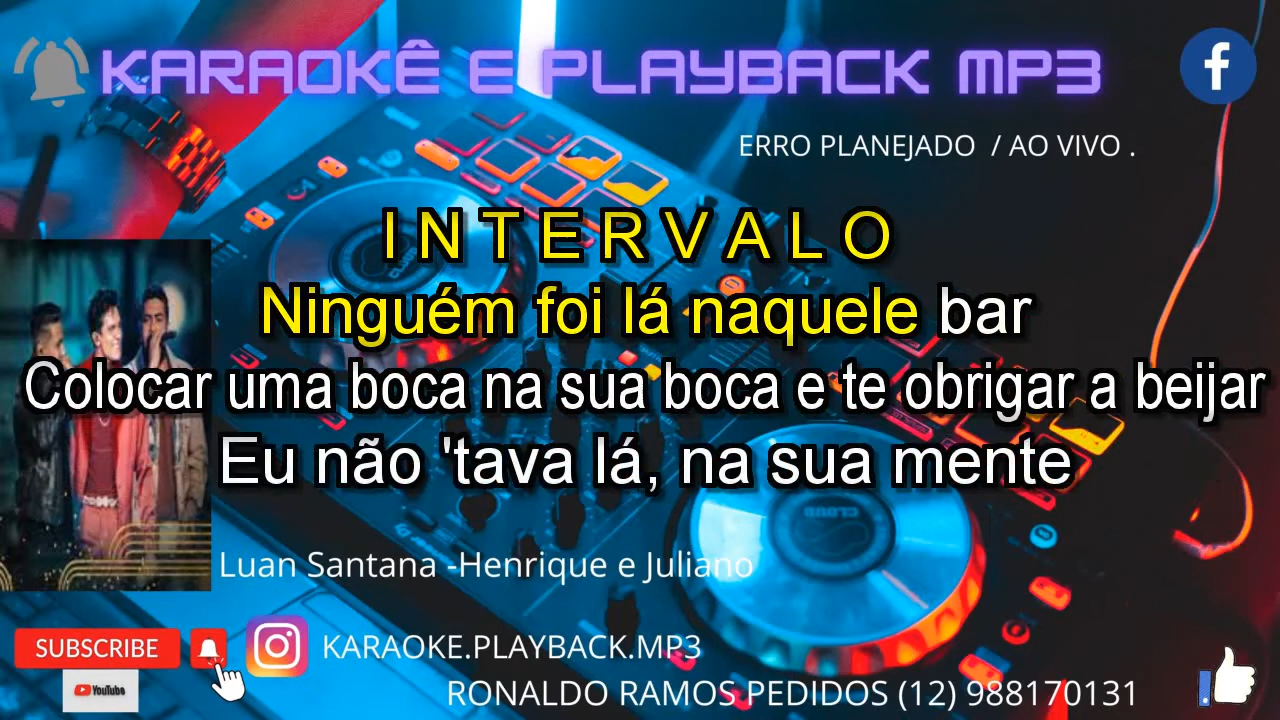 KARAOKÊ E PLAYBACK MP3
ERRO PLANEJADO / AO VIVO .
I N T E R V A L O
Ninguém foi lá naquele bar
Colocar uma boca na sua boca e te obrigar a beijar
Eu não 'tava lá, na sua mente
Luan Santana -Henrique e Juliano
SUBSCRIBE
KARAOKE.PLAYBACK.MP3
YouTube
RONALDO RAMOS PEDIDOS (12) 988170131